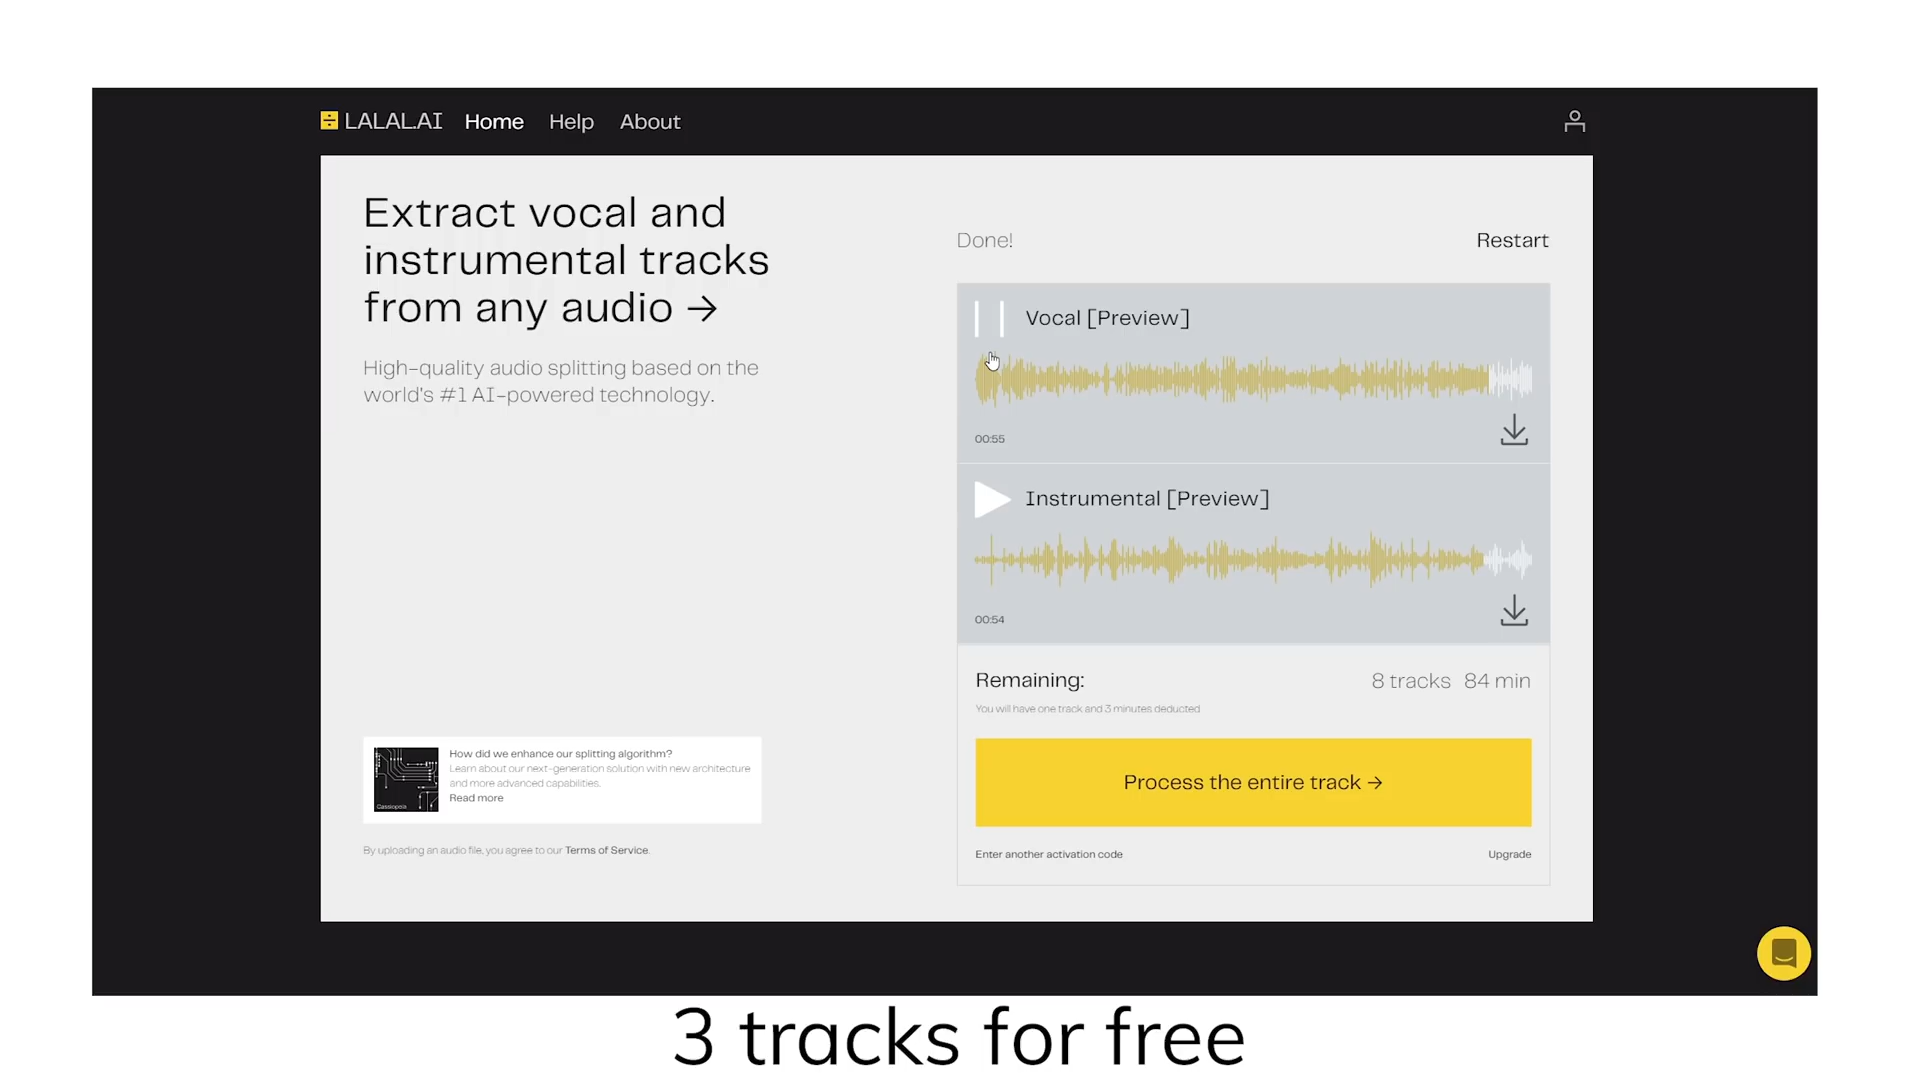 LALAL.AI Home Help About
Extract vocal and
instrumental tracks
from any audio →
High-quality audio splitting based on the
world's #1 AI-powered technology.
Done! Restart
Vocal [Preview]
00:55
Instrumental [Preview]
00:54
Remaining: 8 tracks 84 min
You will have one track and 3 minutes deducted
Process the entire track →
Enter another activation code Upgrade
How did we enhance our splitting algorithm?
Learn about our next-generation solution with new architecture
and more advanced capabilities.
Read more
Cassiopeia
By uploading an audio file, you agree to our Terms of Service.
3 tracks for free